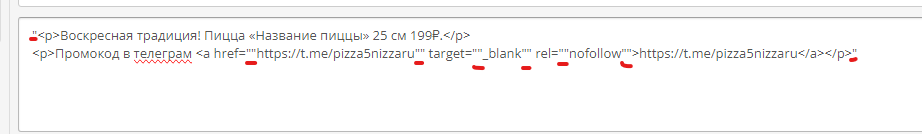 "<p>Воскресная традиция! Пицца «Название пиццы» 25 см 199₽.</p>
<p>Промокод в телеграм <a href=""https://t.me/pizza5nizzaru"" target=""_blank"" rel=""nofollow"">https://t.me/pizza5nizzaru</a></p>"